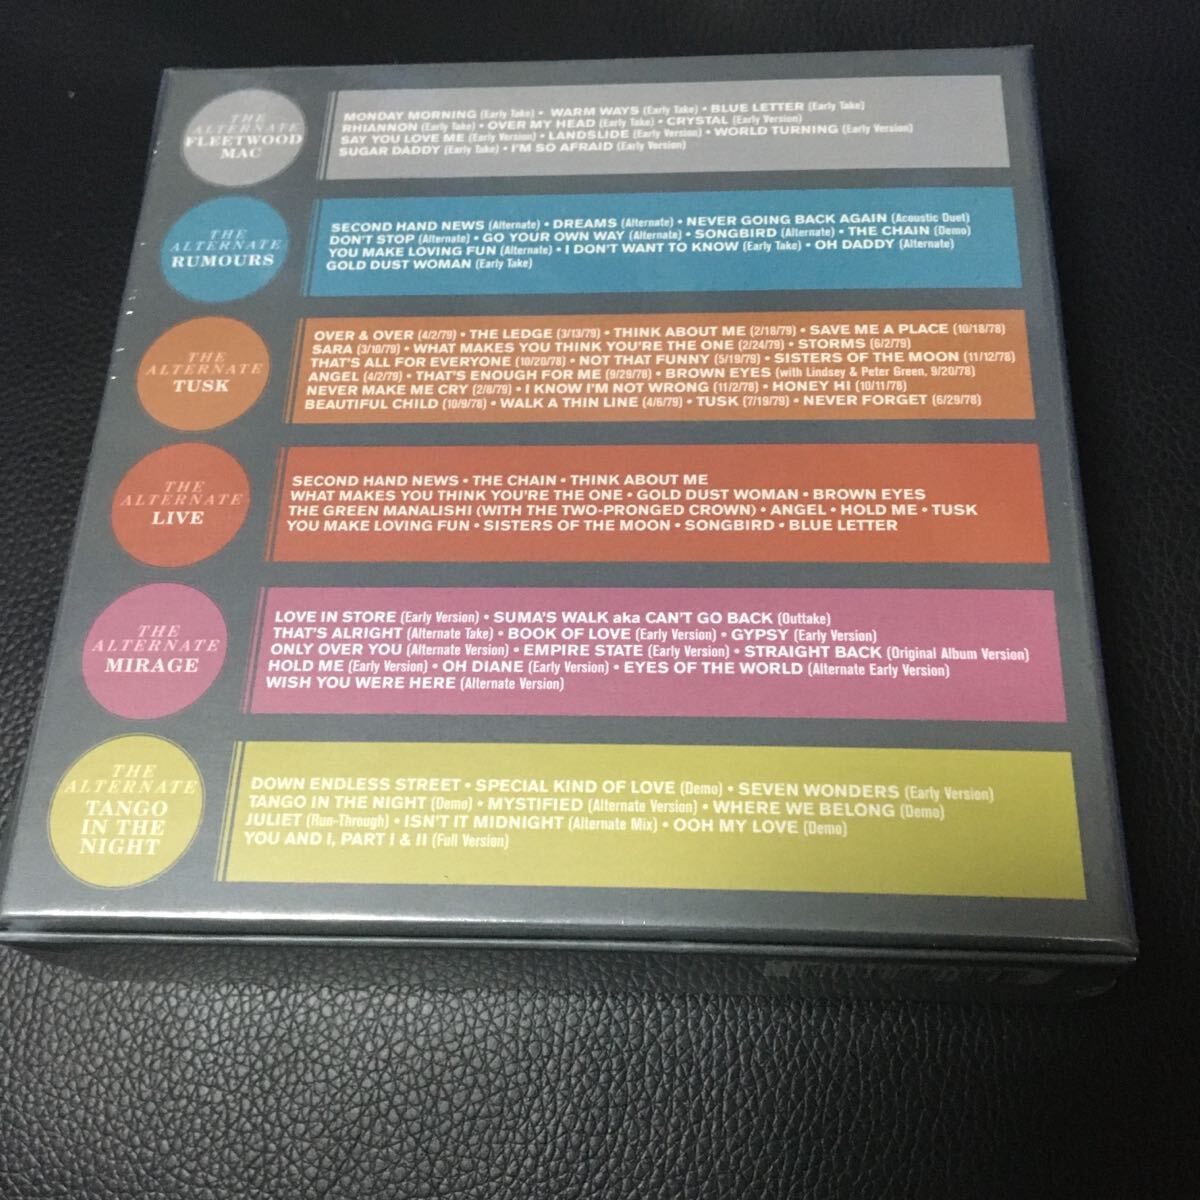 THE
ALTERNATE
FLEETWOOD
MAC
MONDAY MORNING (Early Take) • WARM WAYS (Early Take) • BLUE LETTER (Early Take)
RHIANNON (Early Take) • OVER MY HEAD (Early Take) • CRYSTAL (Early Version)
SAY YOU LOVE ME (Early Version) • LANDSLIDE (Early Version) • WORLD TURNING (Early Version)
SUGAR DADDY (Early Take) • I'M SO AFRAID (Early Version)
THE
ALTERNATE
RUMOURS
SECOND HAND NEWS (Alternate) • DREAMS (Alternate) • NEVER GOING BACK AGAIN (Acoustic Duet)
DON'T STOP (Alternate) • GO YOUR OWN WAY (Alternate) • SONGBIRD (Alternate) • THE CHAIN (Demo)
YOU MAKE LOVING FUN (Alternate) • I DON'T WANT TO KNOW (Early Take) • OH DADDY (Alternate)
GOLD DUST WOMAN (Early Take)
THE
ALTERNATE
TUSK
OVER & OVER (4/2/79) • THE LEDGE (3/13/79) • THINK ABOUT ME (2/18/79) • SAVE ME A PLACE (10/18/78)
SARA (3/10/79) • WHAT MAKES YOU THINK YOU'RE THE ONE (2/24/79) • STORMS (6/2/79)
THAT'S ALL FOR EVERYONE (10/20/78) • NOT THAT FUNNY (5/19/79) • SISTERS OF THE MOON (11/12/78)
ANGEL (4/2/79) • THAT'S ENOUGH FOR ME (9/29/78) • BROWN EYES (with Lindsey & Peter Green, 9/20/78)
NEVER MAKE ME CRY (2/8/79) • I KNOW I'M NOT WRONG (11/2/78) • HONEY HI (10/11/78)
BEAUTIFUL CHILD (10/9/78) • WALK A THIN LINE (4/6/79) • TUSK (7/19/79) • NEVER FORGET (6/29/78)
THE
ALTERNATE
LIVE
SECOND HAND NEWS • THE CHAIN • THINK ABOUT ME
WHAT MAKES YOU THINK YOU'RE THE ONE • GOLD DUST WOMAN • BROWN EYES
THE GREEN MANALISHI (WITH THE TWO-PRONGED CROWN) • ANGEL • HOLD ME • TUSK
YOU MAKE LOVING FUN • SISTERS OF THE MOON • SONGBIRD • BLUE LETTER
THE
ALTERNATE
MIRAGE
LOVE IN STORE (Early Version) • SUMA'S WALK aka CAN'T GO BACK (Outtake)
THAT'S ALRIGHT (Alternate Take) • BOOK OF LOVE (Early Version) • GYPSY (Early Version)
ONLY OVER YOU (Alternate Version) • EMPIRE STATE (Early Version) • STRAIGHT BACK (Original Album Version)
HOLD ME (Early Version) • OH DIANE (Early Version) • EYES OF THE WORLD (Alternate Early Version)
WISH YOU WERE HERE (Alternate Version)
THE
ALTERNATE
TANGO
IN THE
NIGHT
DOWN ENDLESS STREET • SPECIAL KIND OF LOVE (Demo) • SEVEN WONDERS (Early Version)
TANGO IN THE NIGHT (Demo) • MYSTIFIED (Alternate Version) • WHERE WE BELONG (Demo)
JULIET (Run-Through) • ISN'T IT MIDNIGHT (Alternate Mix) • OOH MY LOVE (Demo)
YOU AND I, PART I & II (Full Version)